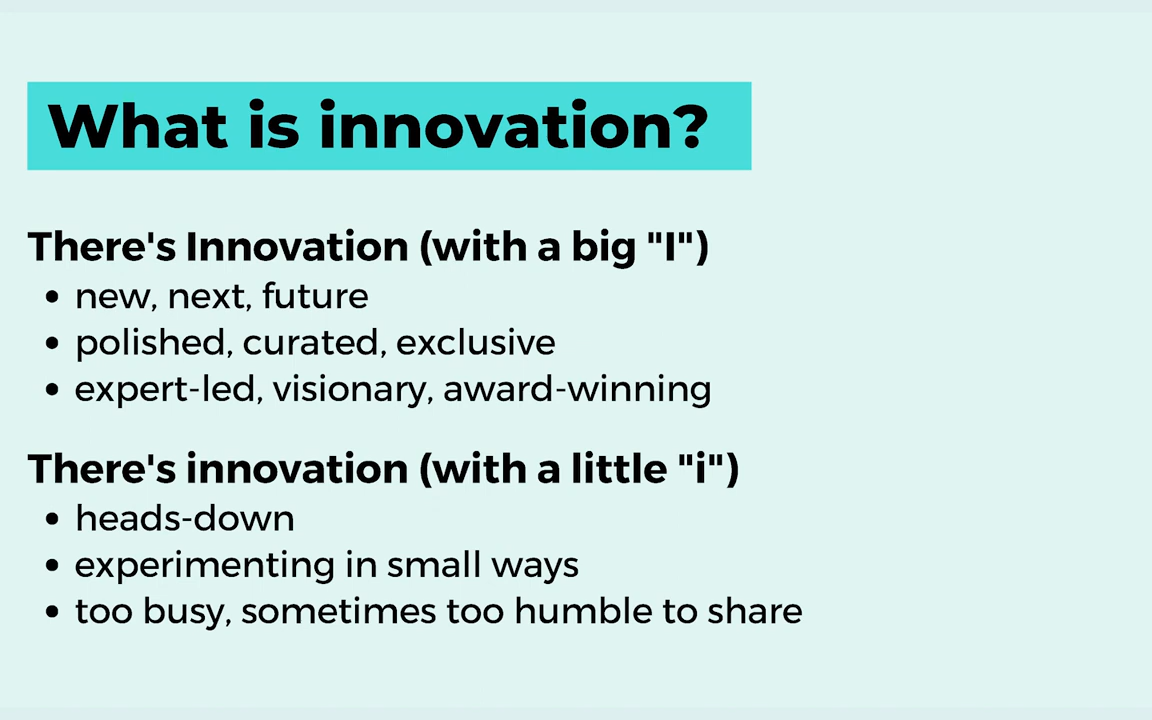 What is innovation?
There's Innovation (with a big "I")
• new, next, future
• polished, curated, exclusive
• expert-led, visionary, award-winning
There's innovation (with a little "i")
• heads-down
• experimenting in small ways
• too busy, sometimes too humble to share